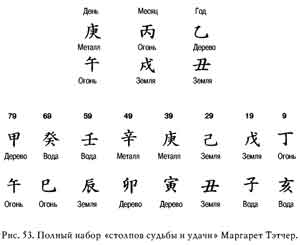 День Месяц Год
庚 丙 乙
Металл Огонь Дерево
午 戌 丑
Огонь Земля Земля
79 69 59 49 39 29 19 9
甲 癸 壬 辛 庚 己 戊 丁
Дерево Вода Вода Металл Металл Земля Земля Огонь
午 巳 辰 卯 寅 丑 子 亥
Огонь Огонь Земля Дерево Дерево Земля Вода Вода
Рис. 53. Полный набор «столпов судьбы и удачи» Маргарет Тэтчер.